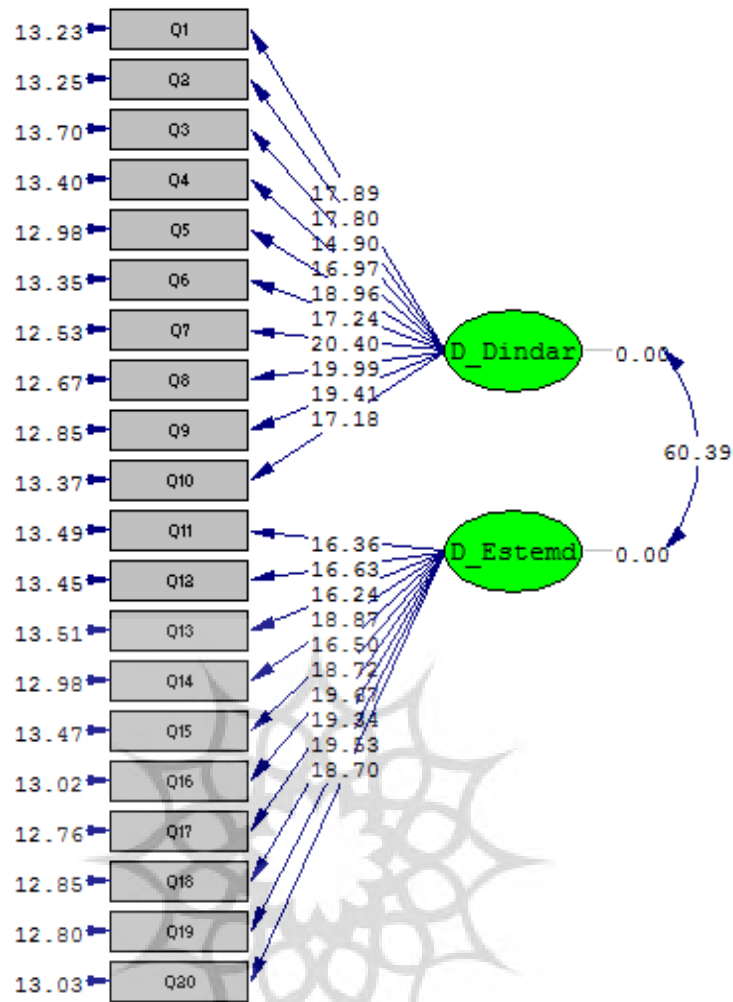 13.23 Q1
13.25 Q2
13.70 Q3
13.40 Q4
12.98 Q5
13.35 Q6
12.53 Q7
12.67 Q8
12.85 Q9
13.37 Q10
13.49 Q11
13.45 Q12
13.51 Q13
12.98 Q14
13.47 Q15
13.02 Q16
12.76 Q17
12.85 Q18
12.80 Q19
13.03 Q20
17.89
17.80
14.90
16.97
18.96
17.24
20.40
19.99
19.41
17.18
16.36
16.63
16.24
18.87
16.50
18.72
19.67
19.34
19.53
18.70
D_Dindar 0.00
60.39
D_Estemd 0.00